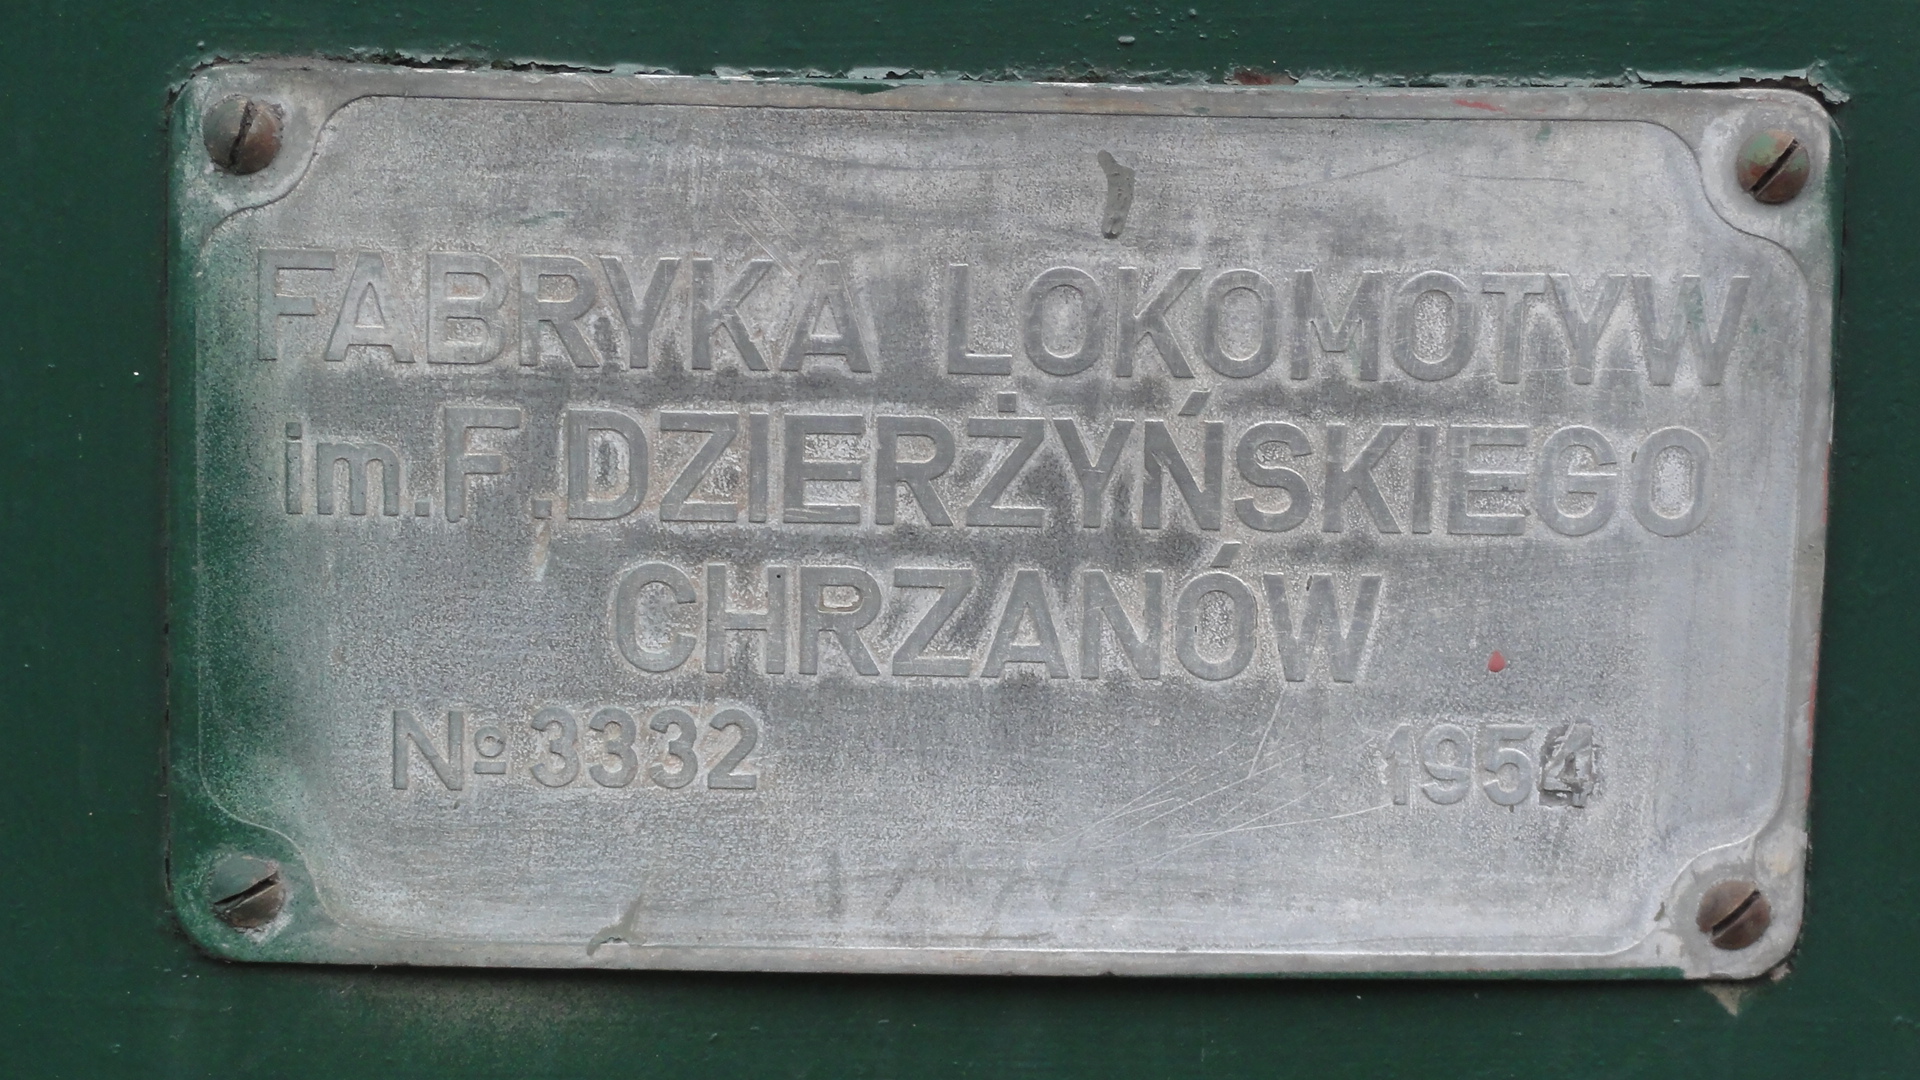 FABRYKA LOKOMOTYW
im. F. DZIERŻYŃSKIEGO
CHRZANÓW
№ 3332 1954